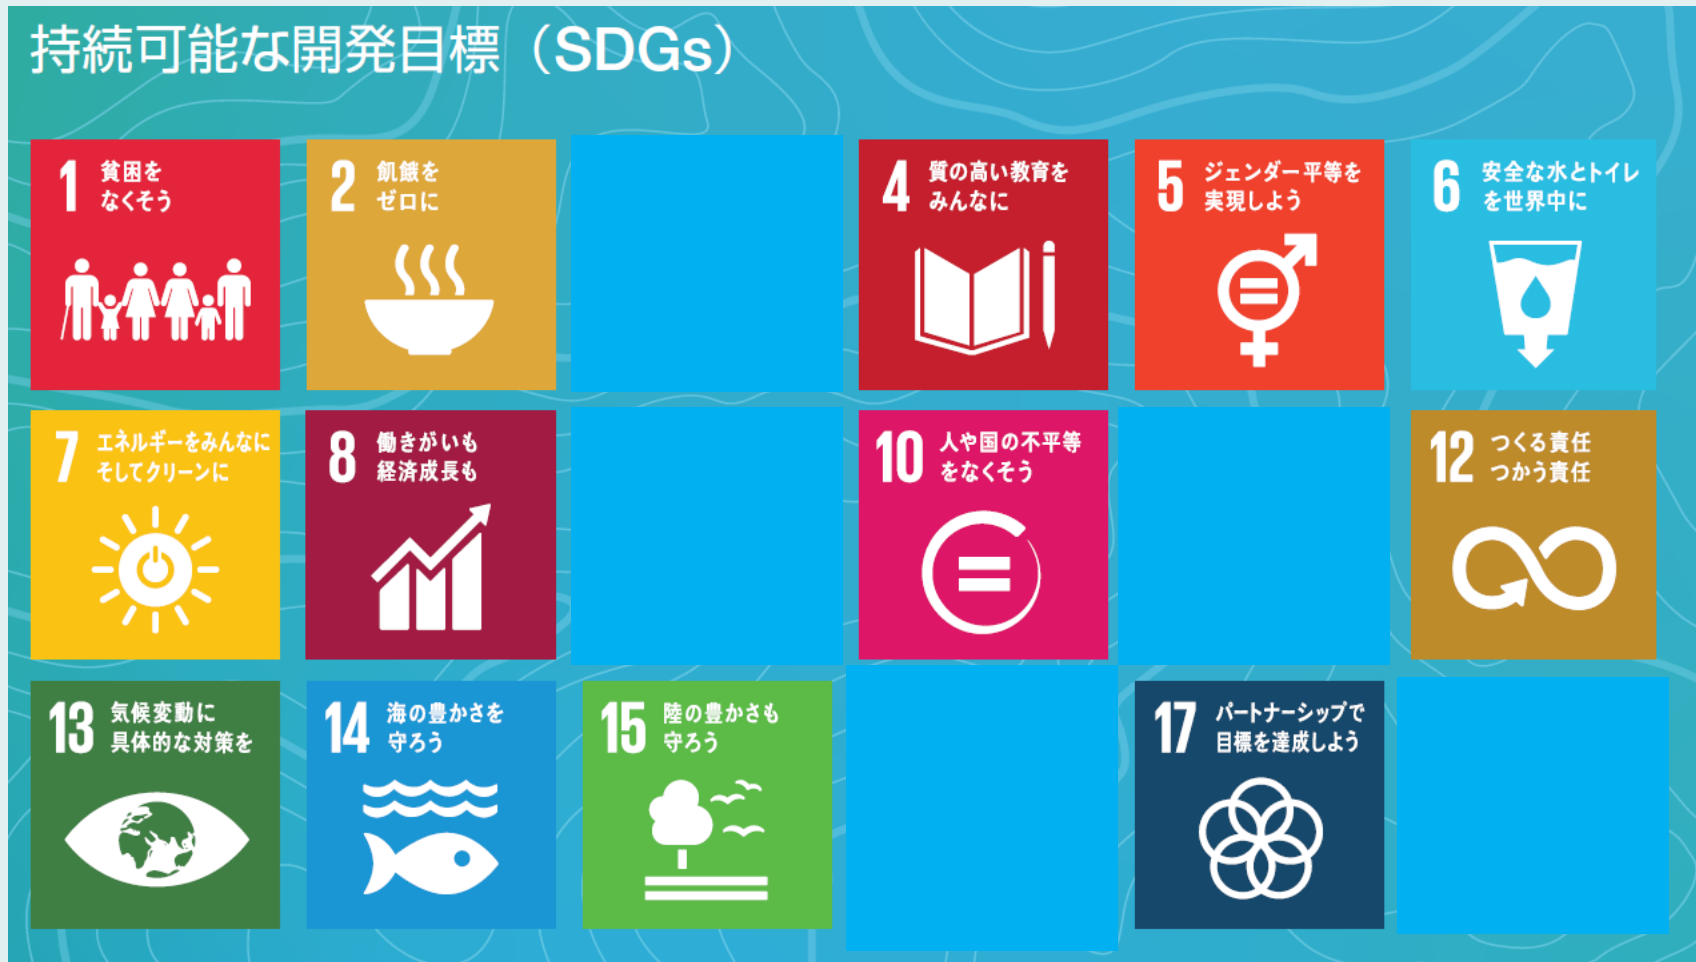 持続可能な開発目標（SDGs）
1 貧困を
なくそう
2 飢餓を
ゼロに
4 質の高い教育を
みんなに
5 ジェンダー平等を
実現しよう
6 安全な水とトイレ
を世界中に
7 エネルギーをみんなに
そしてクリーンに
8 働きがいも
経済成長も
10 人や国の不平等
をなくそう
12 つくる責任
つかう責任
13 気候変動に
具体的な対策を
14 海の豊かさを
守ろう
15 陸の豊かさも
守ろう
17 パートナーシップで
目標を達成しよう